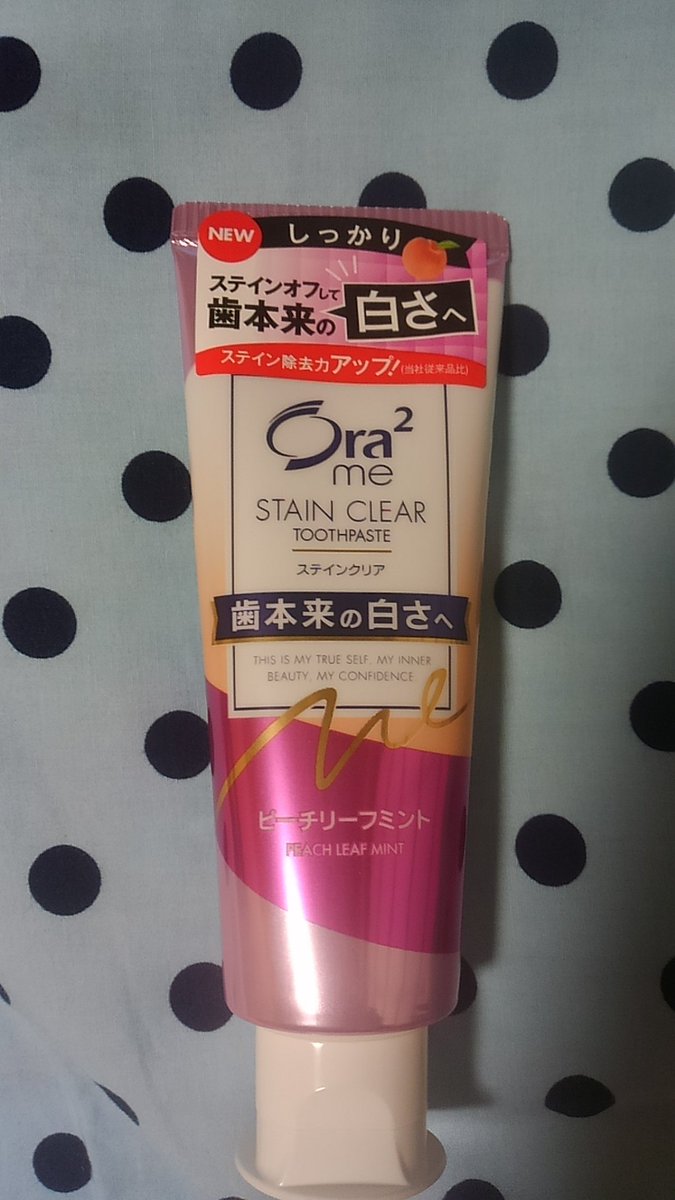 NEW
しっかり
ステインオフして
歯本来の白さへ
ステイン除去力アップ!(当社従来品比)
Ora²
me
STAIN CLEAR
TOOTHPASTE
ステインクリア
歯本来の白さへ
THIS IS MY TRUE SELF, MY INNER
BEAUTY, MY CONFIDENCE
me
ピーチリーフミント
PEACH LEAF MINT